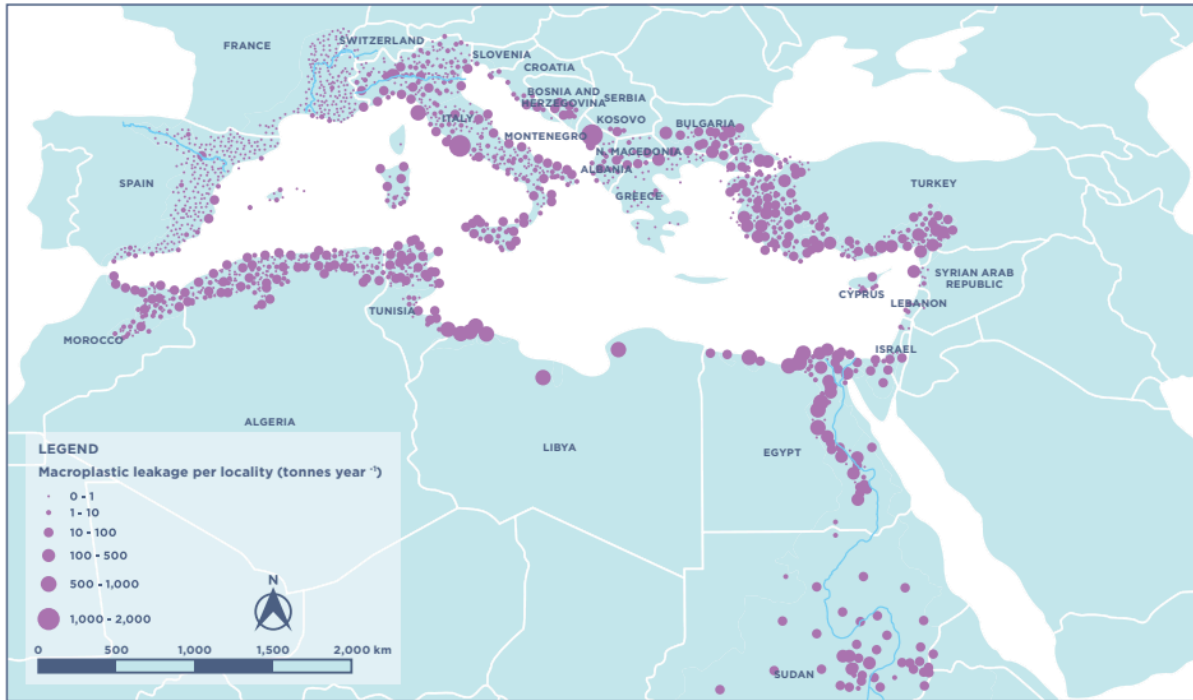 FRANCE
SWITZERLAND
SLOVENIA
CROATIA
BOSNIA AND
HERZEGOVINA
SERBIA
ITALY
KOSOVO
BULGARIA
MONTENEGRO
N. MACEDONIA
ALBANIA
SPAIN
GREECE
TURKEY
SYRIAN ARAB
REPUBLIC
CYPRUS
LEBANON
TUNISIA
MOROCCO
ISRAEL
ALGERIA
LIBYA
EGYPT
SUDAN
LEGEND
Macroplastic leakage per locality (tonnes year ⁻¹)
0 - 1
1 - 10
10 - 100
100 - 500
500 - 1,000
1,000 - 2,000
N
0 500 1,000 1,500 2,000 km